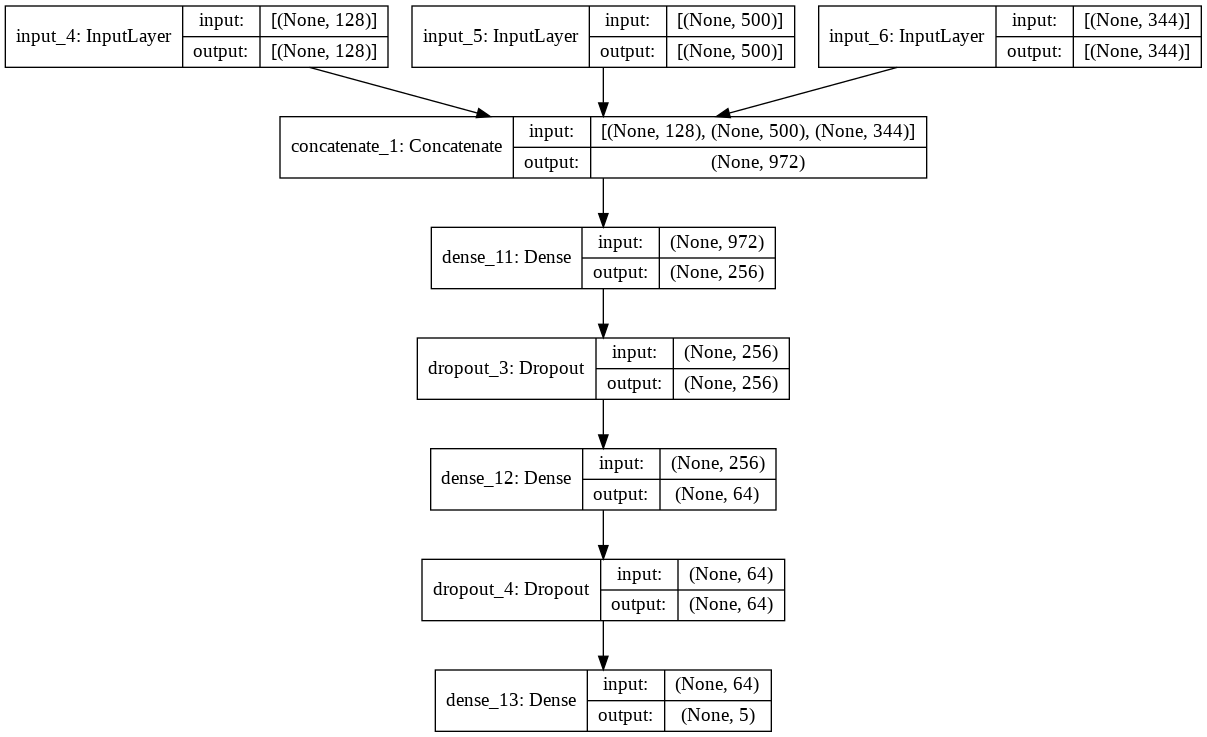 input_4: InputLayer input: [(None, 128)]
output: [(None, 128)]
input_5: InputLayer input: [(None, 500)]
output: [(None, 500)]
input_6: InputLayer input: [(None, 344)]
output: [(None, 344)]
concatenate_1: Concatenate input: [(None, 128), (None, 500), (None, 344)]
output: (None, 972)
dense_11: Dense input: (None, 972)
output: (None, 256)
dropout_3: Dropout input: (None, 256)
output: (None, 256)
dense_12: Dense input: (None, 256)
output: (None, 64)
dropout_4: Dropout input: (None, 64)
output: (None, 64)
dense_13: Dense input: (None, 64)
output: (None, 5)